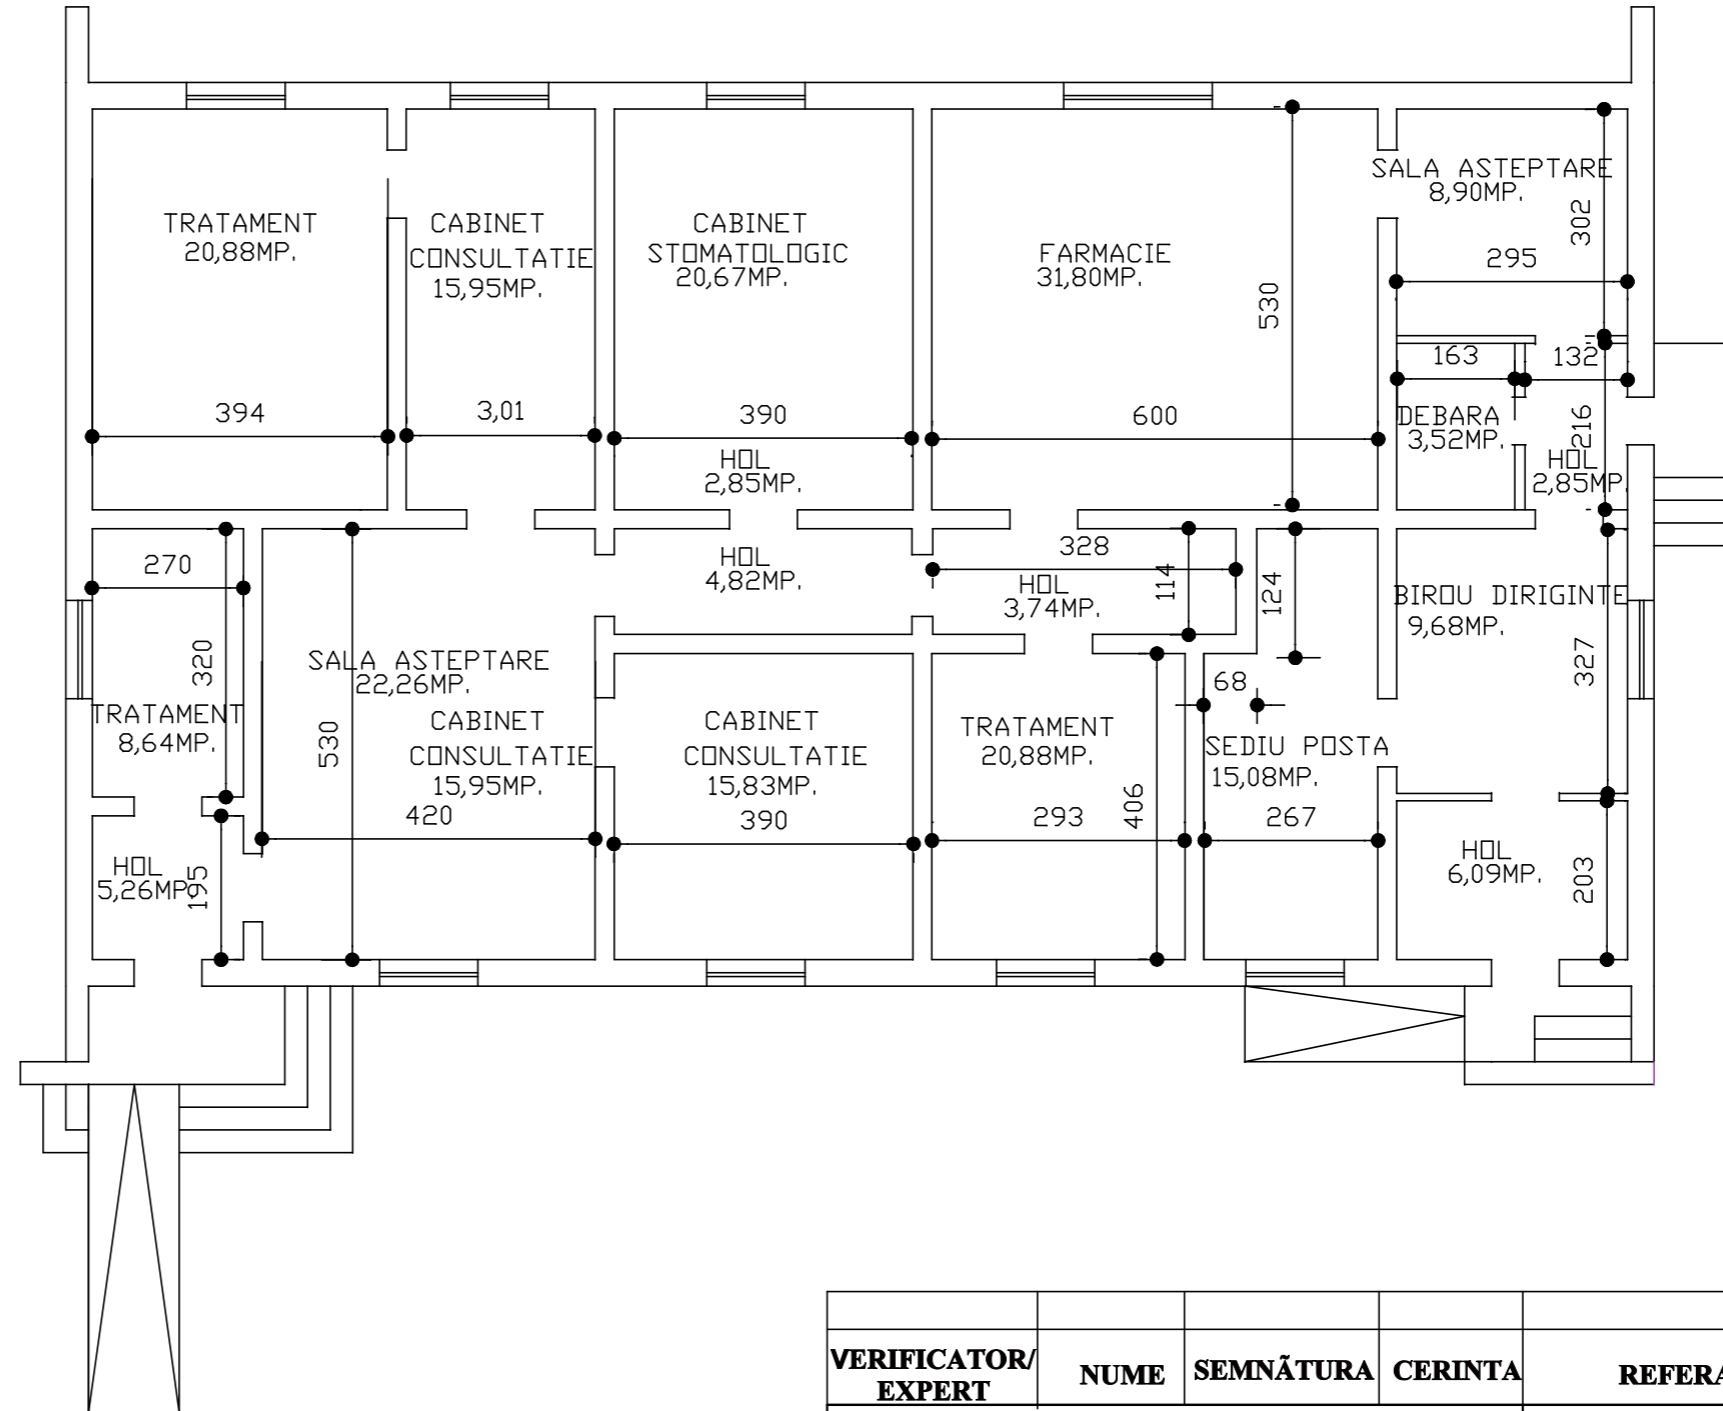 SALA ASTEPTARE
8,90MP.
302
295
TRATAMENT
20,88MP.
CABINET
CONSULTATIE
15,95MP.
CABINET
STOMATOLOGIC
20,67MP.
FARMACIE
31,80MP.
530
163
132
394
3,01
390
600
DEBARA
3,52MP.
216
HOL
2,85MP.
HOL
2,85MP.
270
HOL
4,82MP.
328
HOL
3,74MP.
114
124
BIROU DIRIGINTE
9,68MP.
327
320
SALA ASTEPTARE
22,26MP.
68
TRATAMENT
8,64MP.
530
CABINET
CONSULTATIE
15,95MP.
CABINET
CONSULTATIE
15,83MP.
TRATAMENT
20,88MP.
SEDIU POSTA
15,08MP.
406
420
390
293
267
HOL
5,26MP.
195
HOL
6,09MP.
203
VERIFICATOR/
EXPERT
NUME
SEMNÃTURA
CERINTA
REFERA